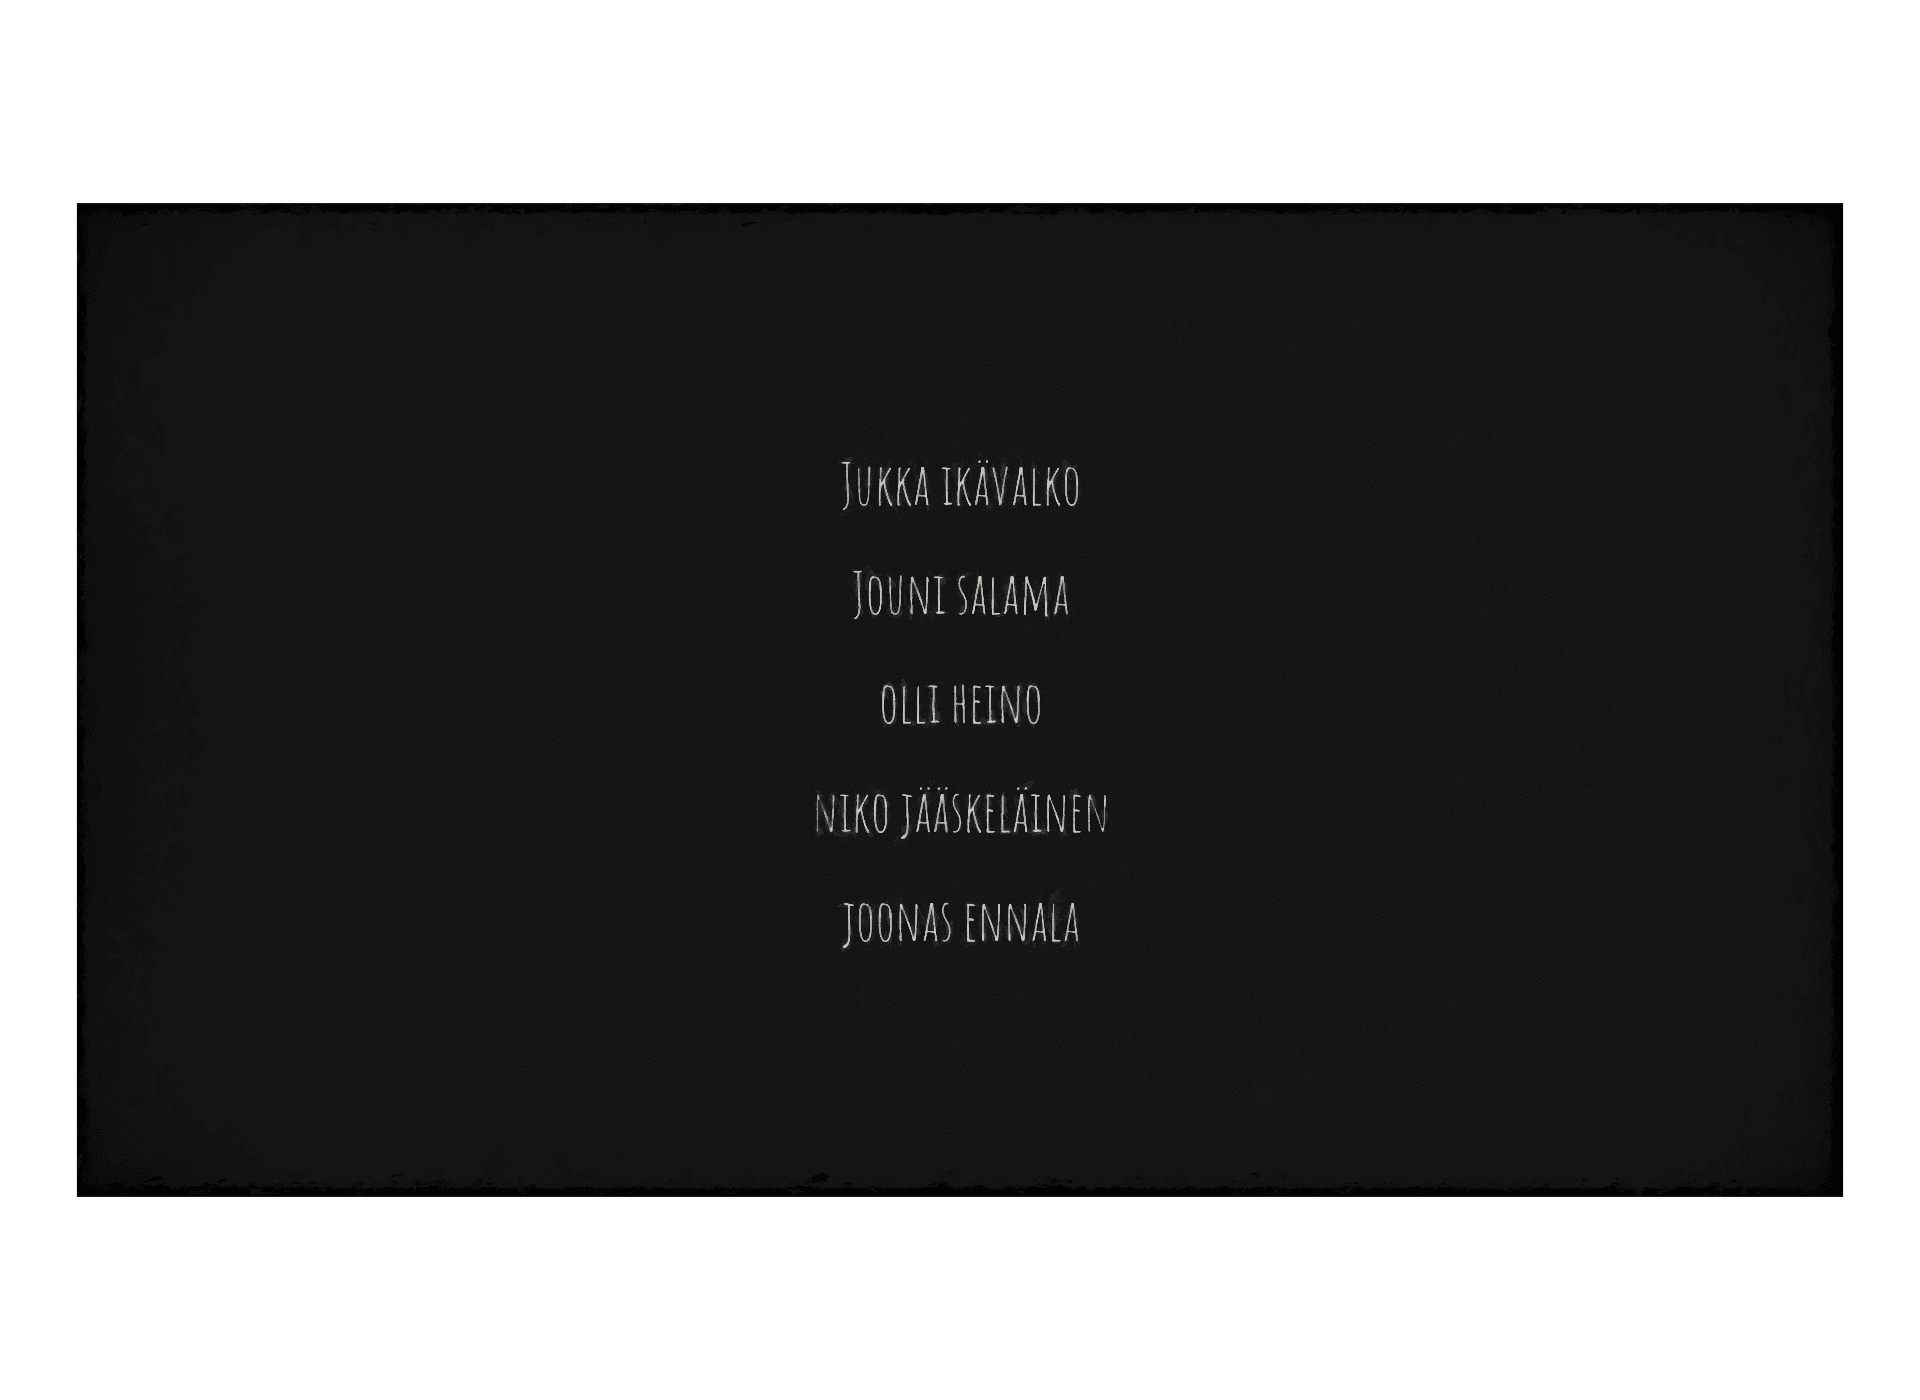 Jukka ikävalko
Jouni salama
olli heino
niko jääskeläinen
joonas ennala